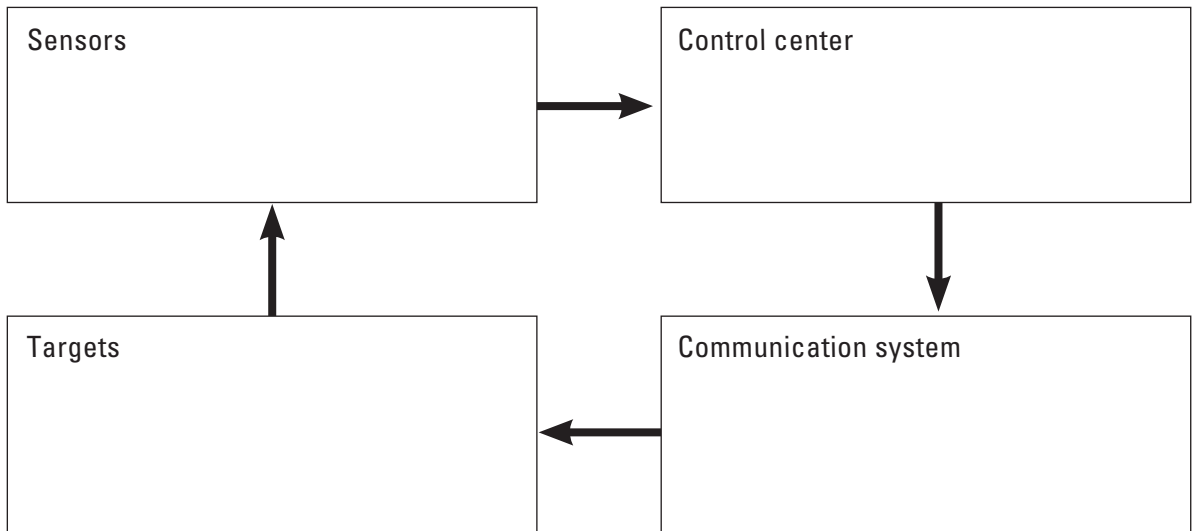 Sensors
Control center
Targets
Communication system